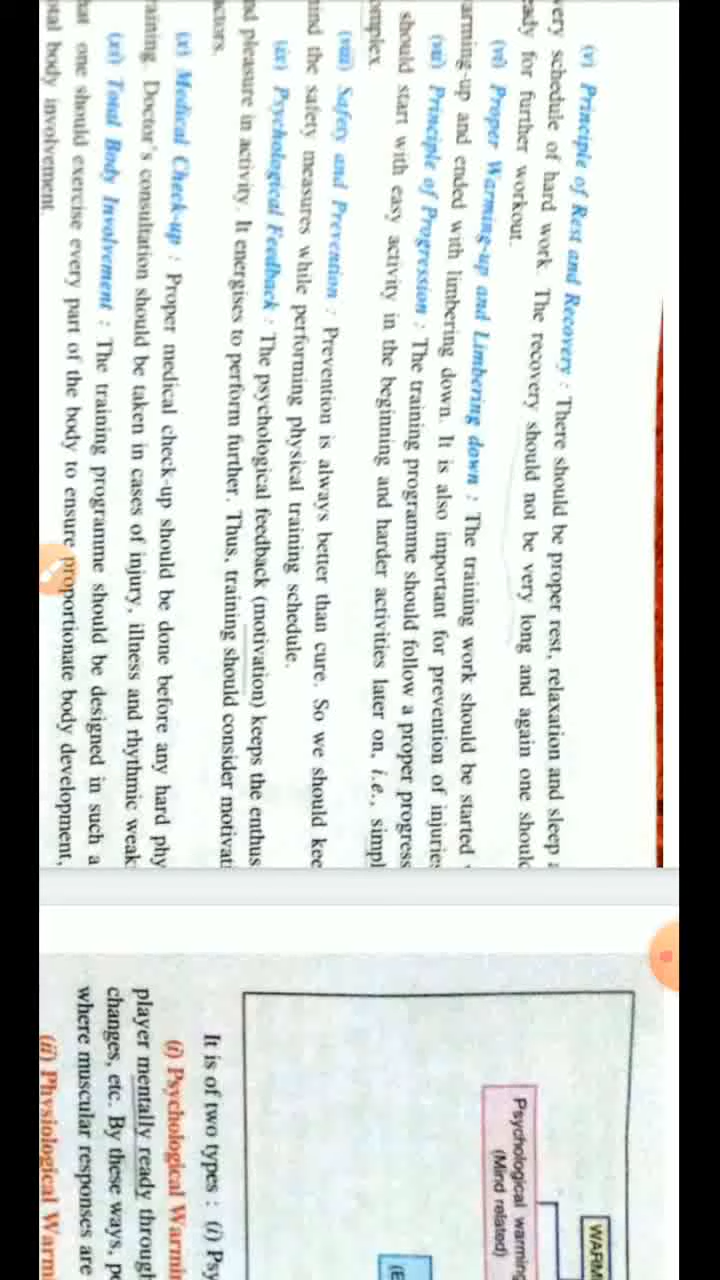 (v) Principle of Rest and Recovery : There should be proper rest, relaxation and sleep
very schedule of hard work. The recovery should not be very long and again one should
eady for further workout.
(vi) Proper Warming-up and Limbering down : The training work should be started
arming-up and ended with limbering down. It is also important for prevention of injuries
(vii) Principle of Progression : The training programme should follow a proper progress
should start with easy activity in the beginning and harder activities later on, i.e., simpl
omplex.
(viii) Safety and Prevention : Prevention is always better than cure. So we should kee
ind the safety measures while performing physical training schedule.
(ix) Psychological Feedback : The psychological feedback (motivation) keeps the enthus
nd pleasure in activity. It energises to perform further. Thus, training should consider motivati
actors.
(x) Medical Check-up : Proper medical check-up should be done before any hard phy
raining. Doctor's consultation should be taken in cases of injury, illness and rhythmic weak
(xi) Total Body Involvement : The training programme should be designed in such a
hat one should exercise every part of the body to ensure proportionate body development,
otal body involvement.
WARM
Psychological warming
(Mind related)
(E
It is of two types : (i) Psy
(i) Psychological Warmin
player mentally ready through
changes, etc. By these ways, p
where muscular responses are
(ii) Physiological Warmi